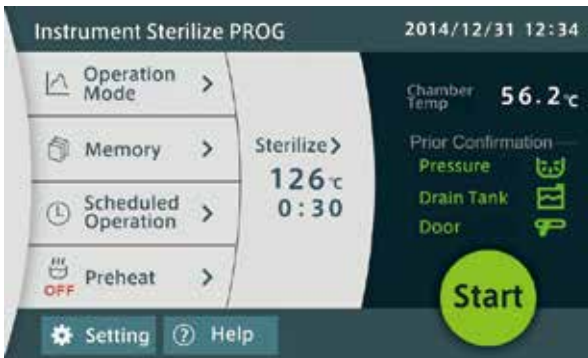 Instrument Sterilize PROG
2014/12/31 12:34
Operation
Mode
Memory
Scheduled
Operation
OFF
Preheat
Sterilize
126℃
0:30
Chamber
Temp
56.2℃
Prior Confirmation
Pressure
Drain Tank
Door
Start
Setting
? Help